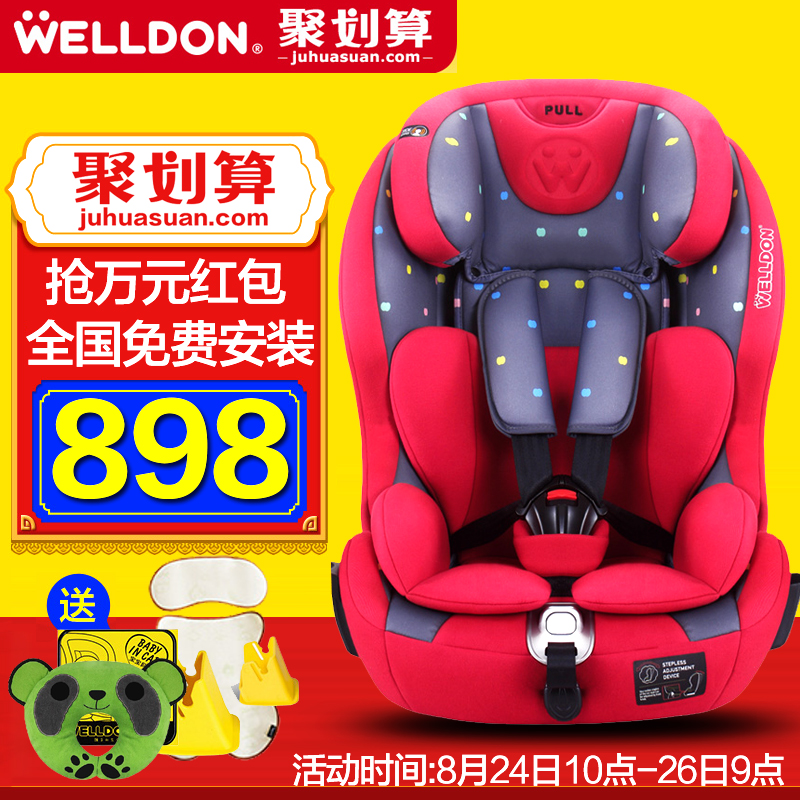 WELLDON® 聚划算
juhuasuan.com
聚划算
juhuasuan.com
抢万元红包
全国免费安装
898
送
BABY
IN CAR
WELLDON
PULL
WELLDON
STEPLESS
ADJUSTMENT
DEVICE
活动时间:8月24日10点-26日9点